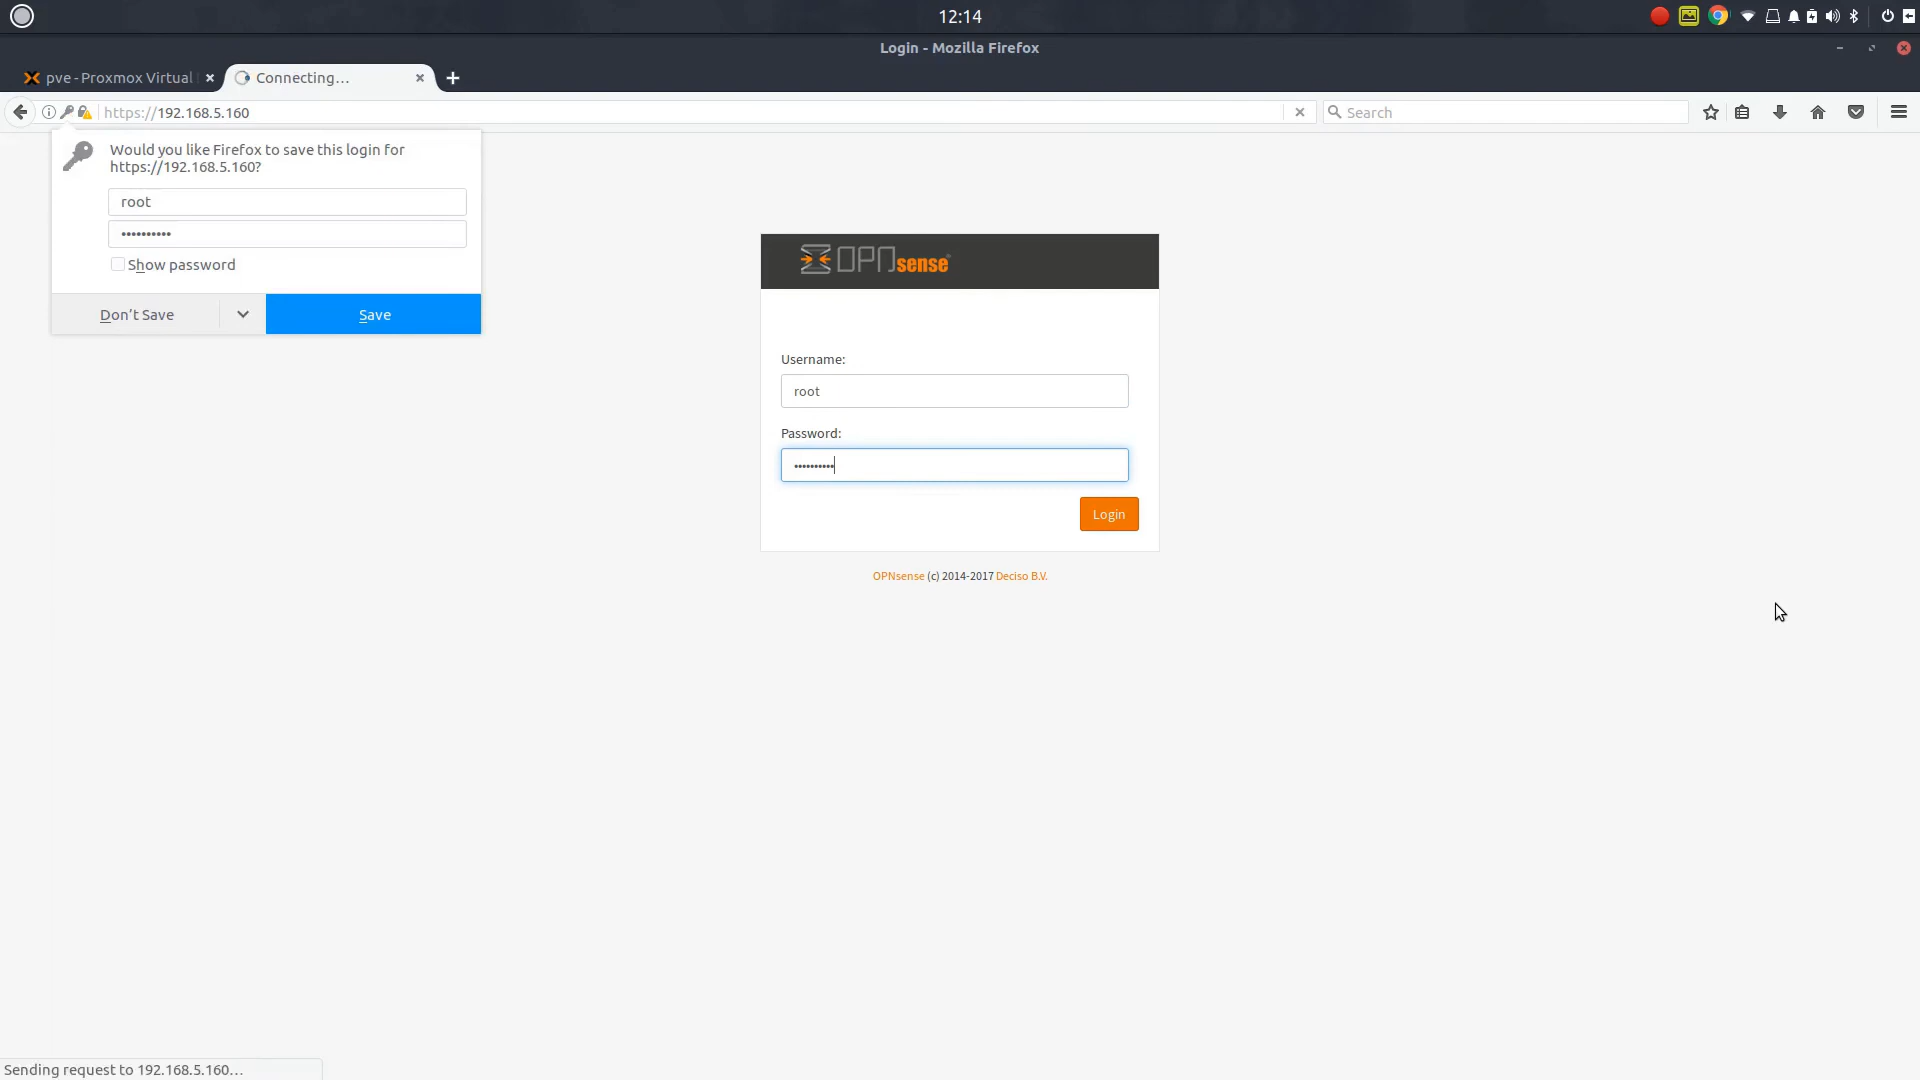 12:14
Login - Mozilla Firefox
pve - Proxmox Virtual
Connecting…
https://192.168.5.160
Search
Would you like Firefox to save this login for
https://192.168.5.160?
root
••••••••••
Show password
Don't Save
Save
OPNsense
Username:
root
Password:
••••••••••
Login
OPNsense (c) 2014-2017 Deciso B.V.
Sending request to 192.168.5.160…